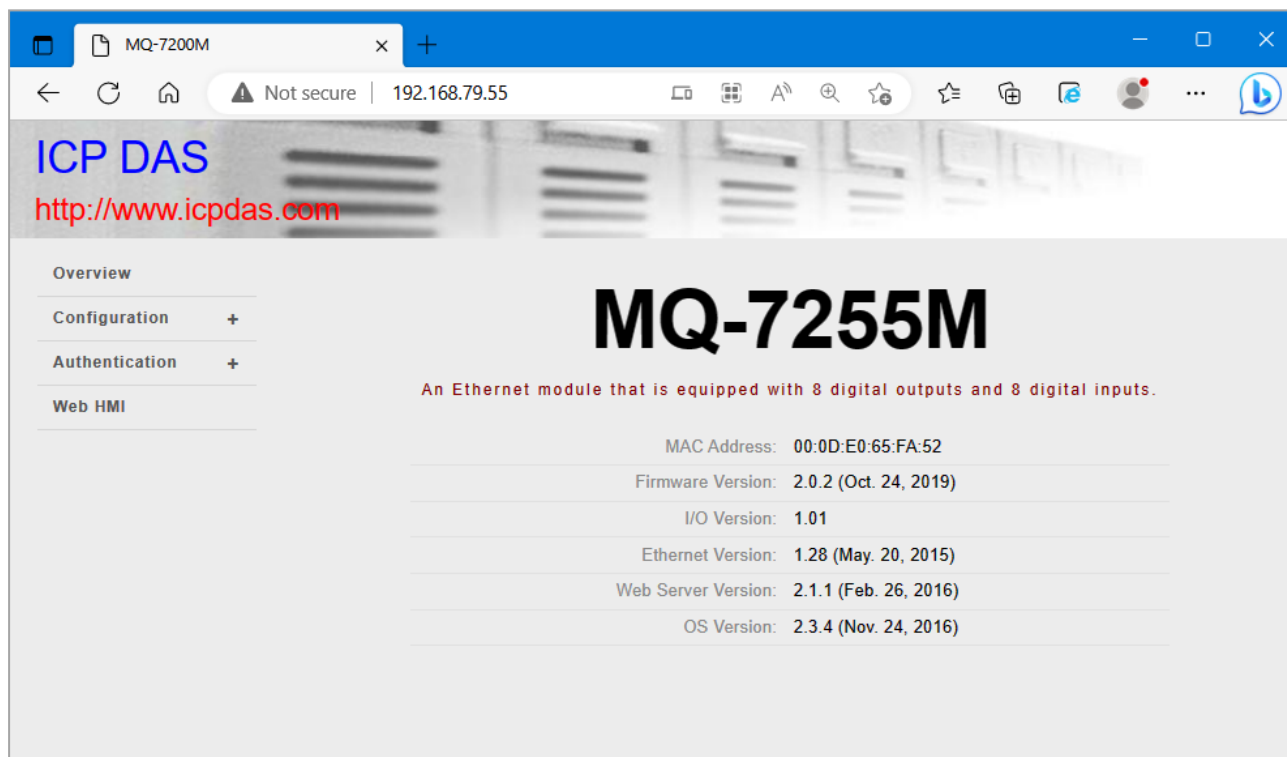 MQ-7200M
Not secure 192.168.79.55
ICP DAS
http://www.icpdas.com
Overview
Configuration +
Authentication +
Web HMI
MQ-7255M
An Ethernet module that is equipped with 8 digital outputs and 8 digital inputs.
MAC Address: 00:0D:E0:65:FA:52
Firmware Version: 2.0.2 (Oct. 24, 2019)
I/O Version: 1.01
Ethernet Version: 1.28 (May. 20, 2015)
Web Server Version: 2.1.1 (Feb. 26, 2016)
OS Version: 2.3.4 (Nov. 24, 2016)